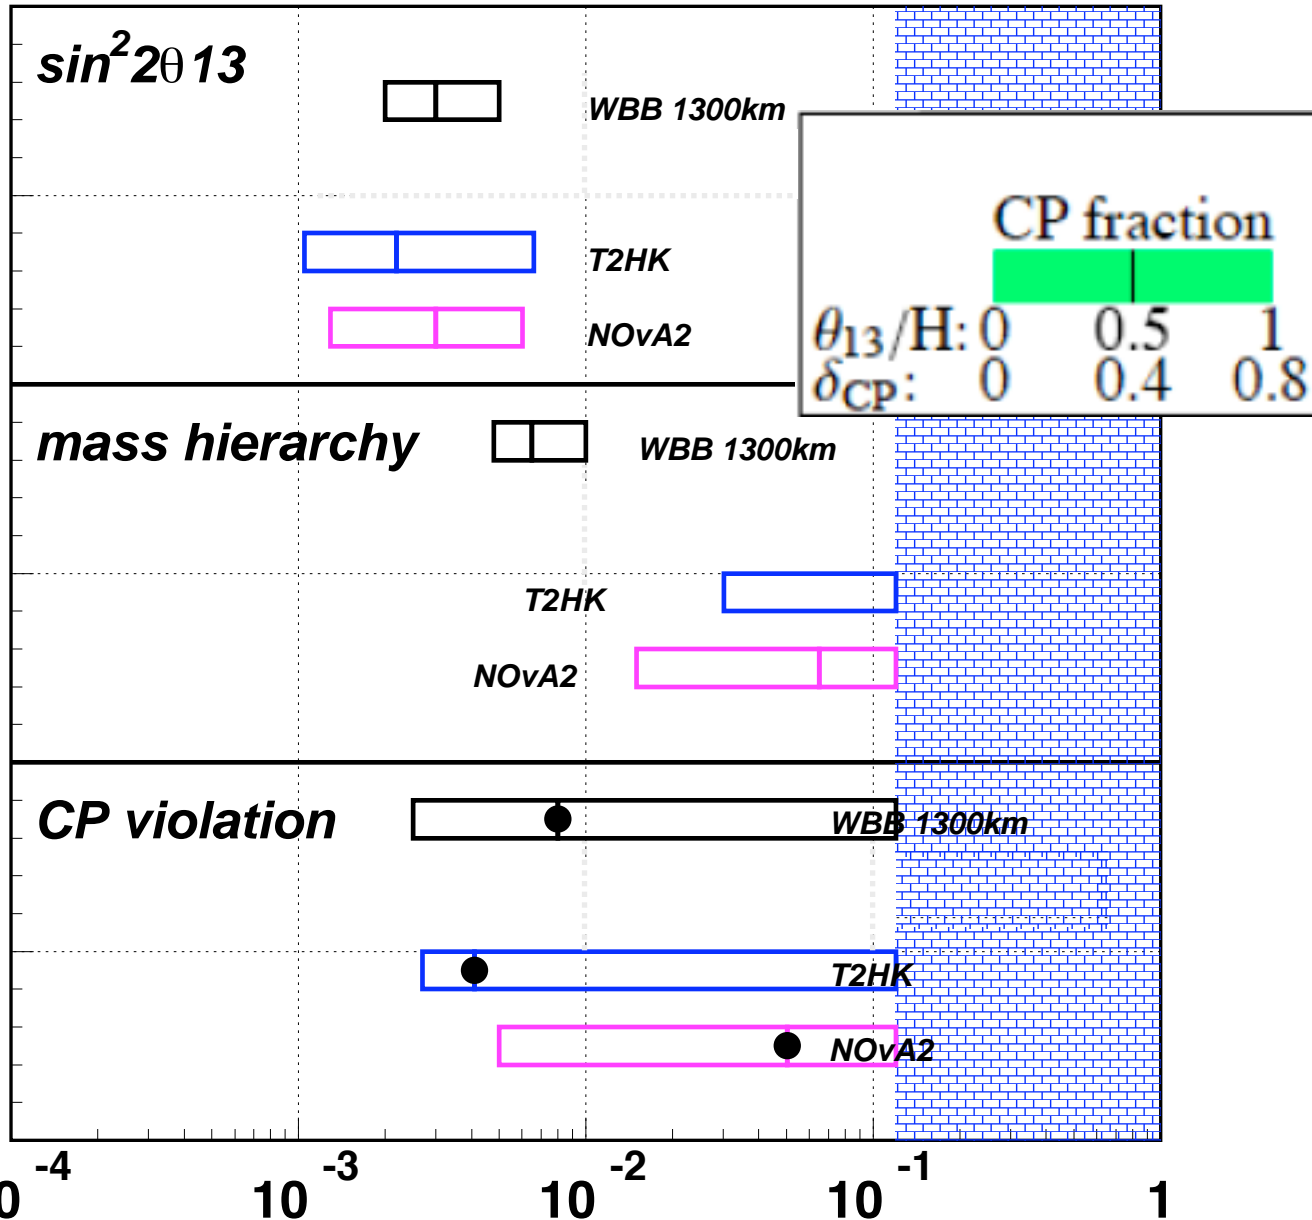 sin²2θ13
WBB 1300km
T2HK
NOvA2
CP fraction
θ₁₃/H: 0 0.5 1
δCP: 0 0.4 0.8
mass hierarchy
WBB 1300km
T2HK
NOvA2
CP violation
WBB 1300km
T2HK
NOvA2
0⁻⁴ 10⁻³ 10⁻² 10⁻¹ 1